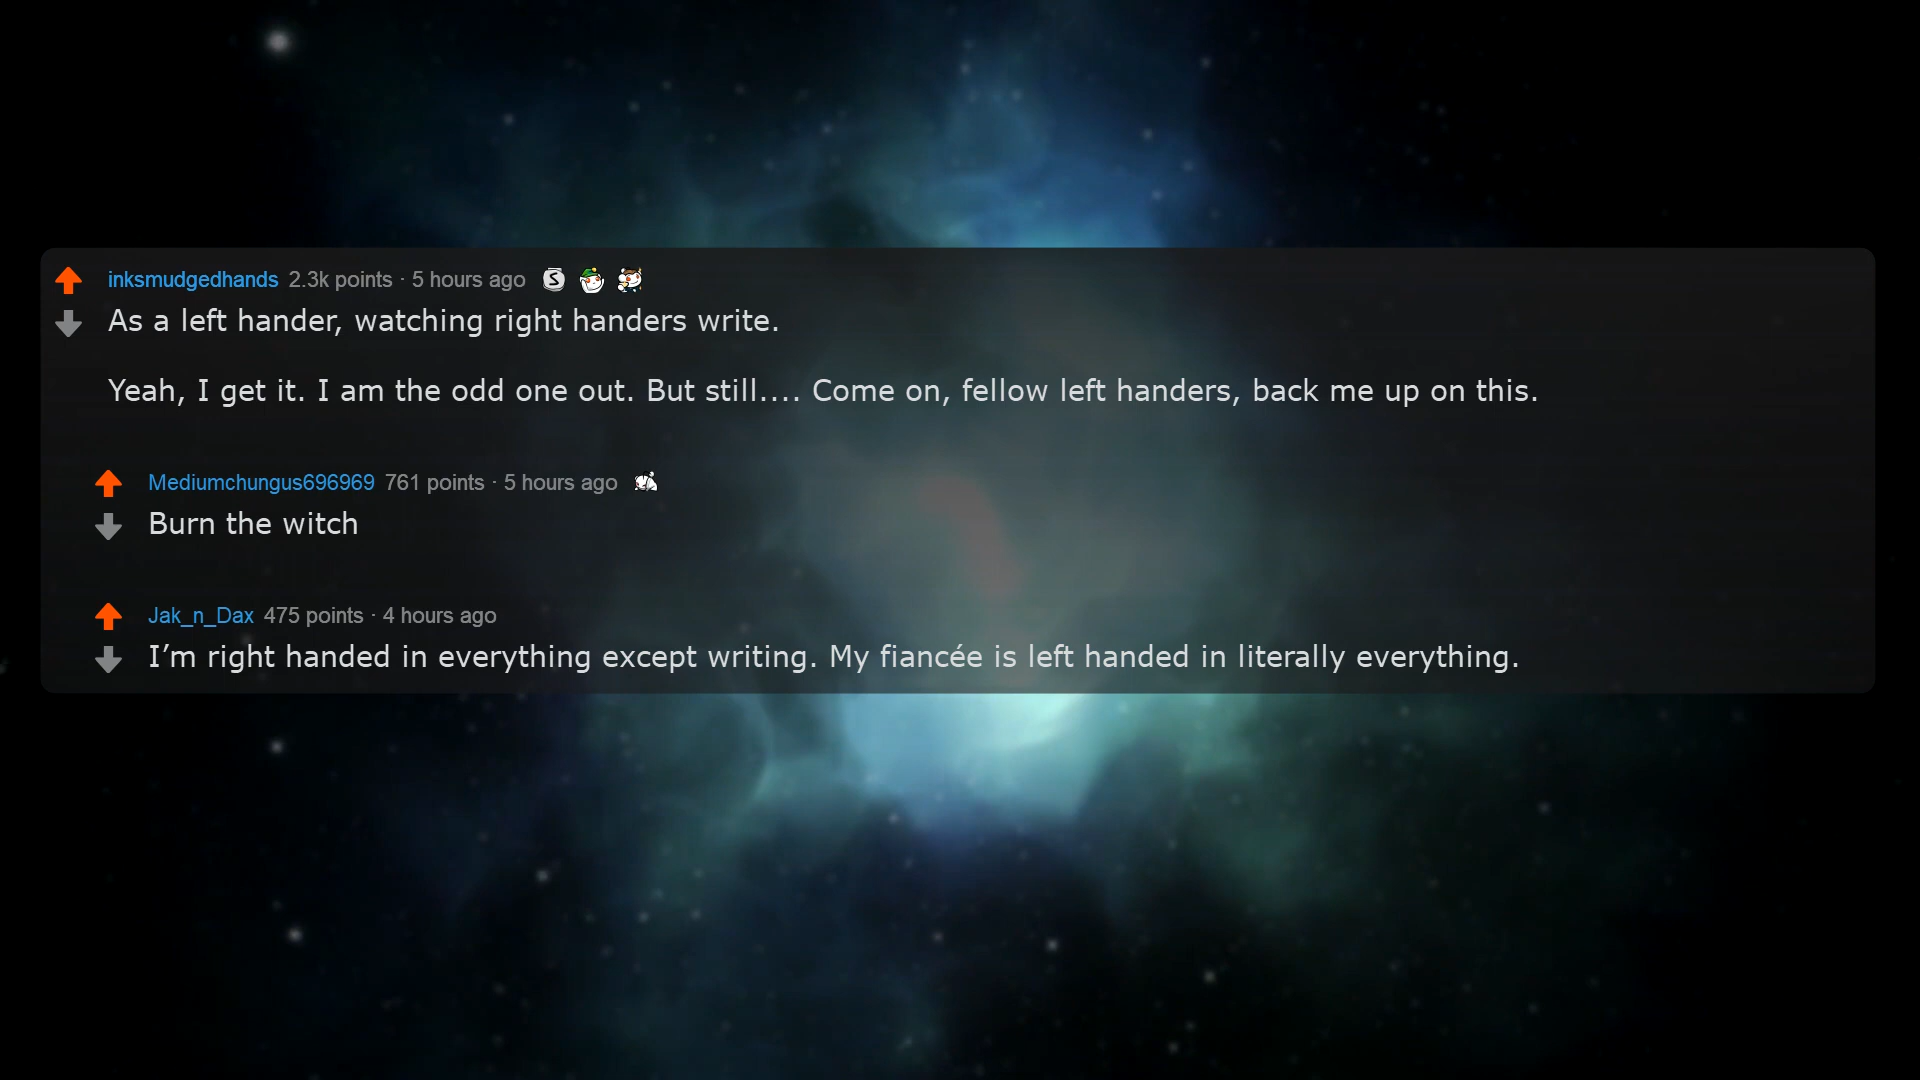 inksmudgedhands 2.3k points · 5 hours ago
As a left hander, watching right handers write.
Yeah, I get it. I am the odd one out. But still.... Come on, fellow left handers, back me up on this.
Mediumchungus696969 761 points · 5 hours ago
Burn the witch
Jak_n_Dax 475 points · 4 hours ago
I’m right handed in everything except writing. My fiancée is left handed in literally everything.